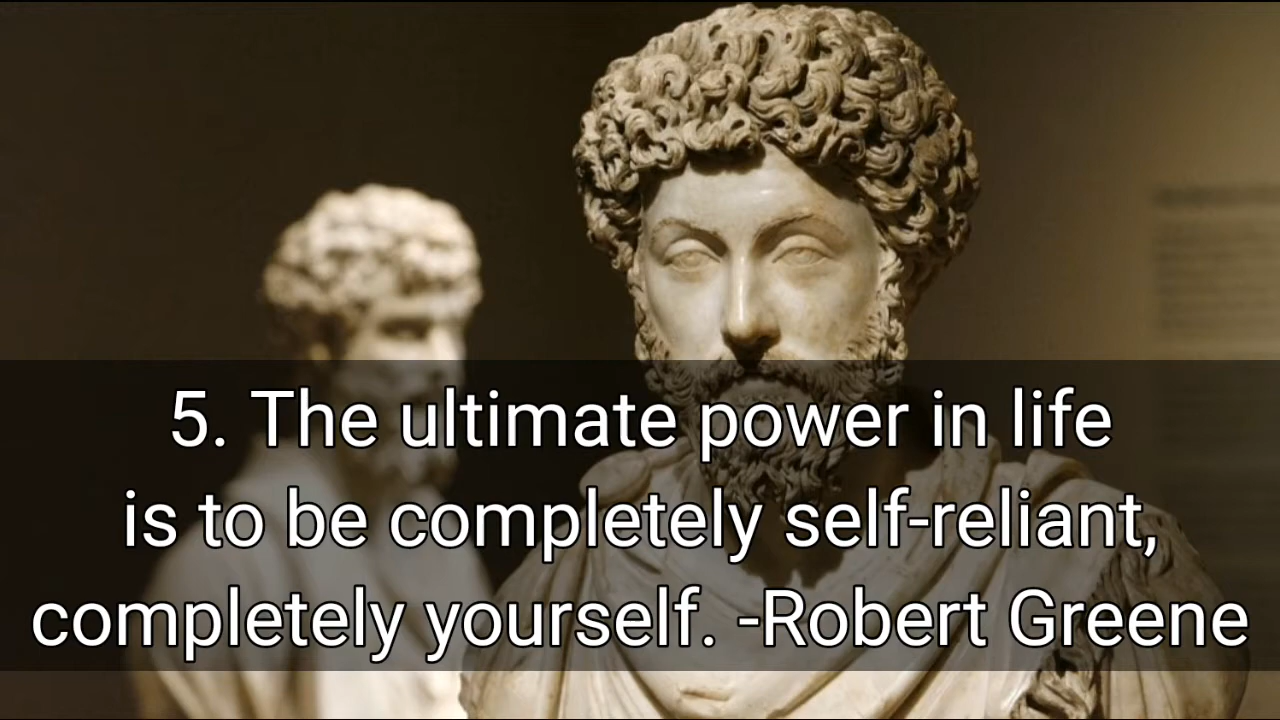 5. The ultimate power in life
is to be completely self-reliant,
completely yourself. -Robert Greene